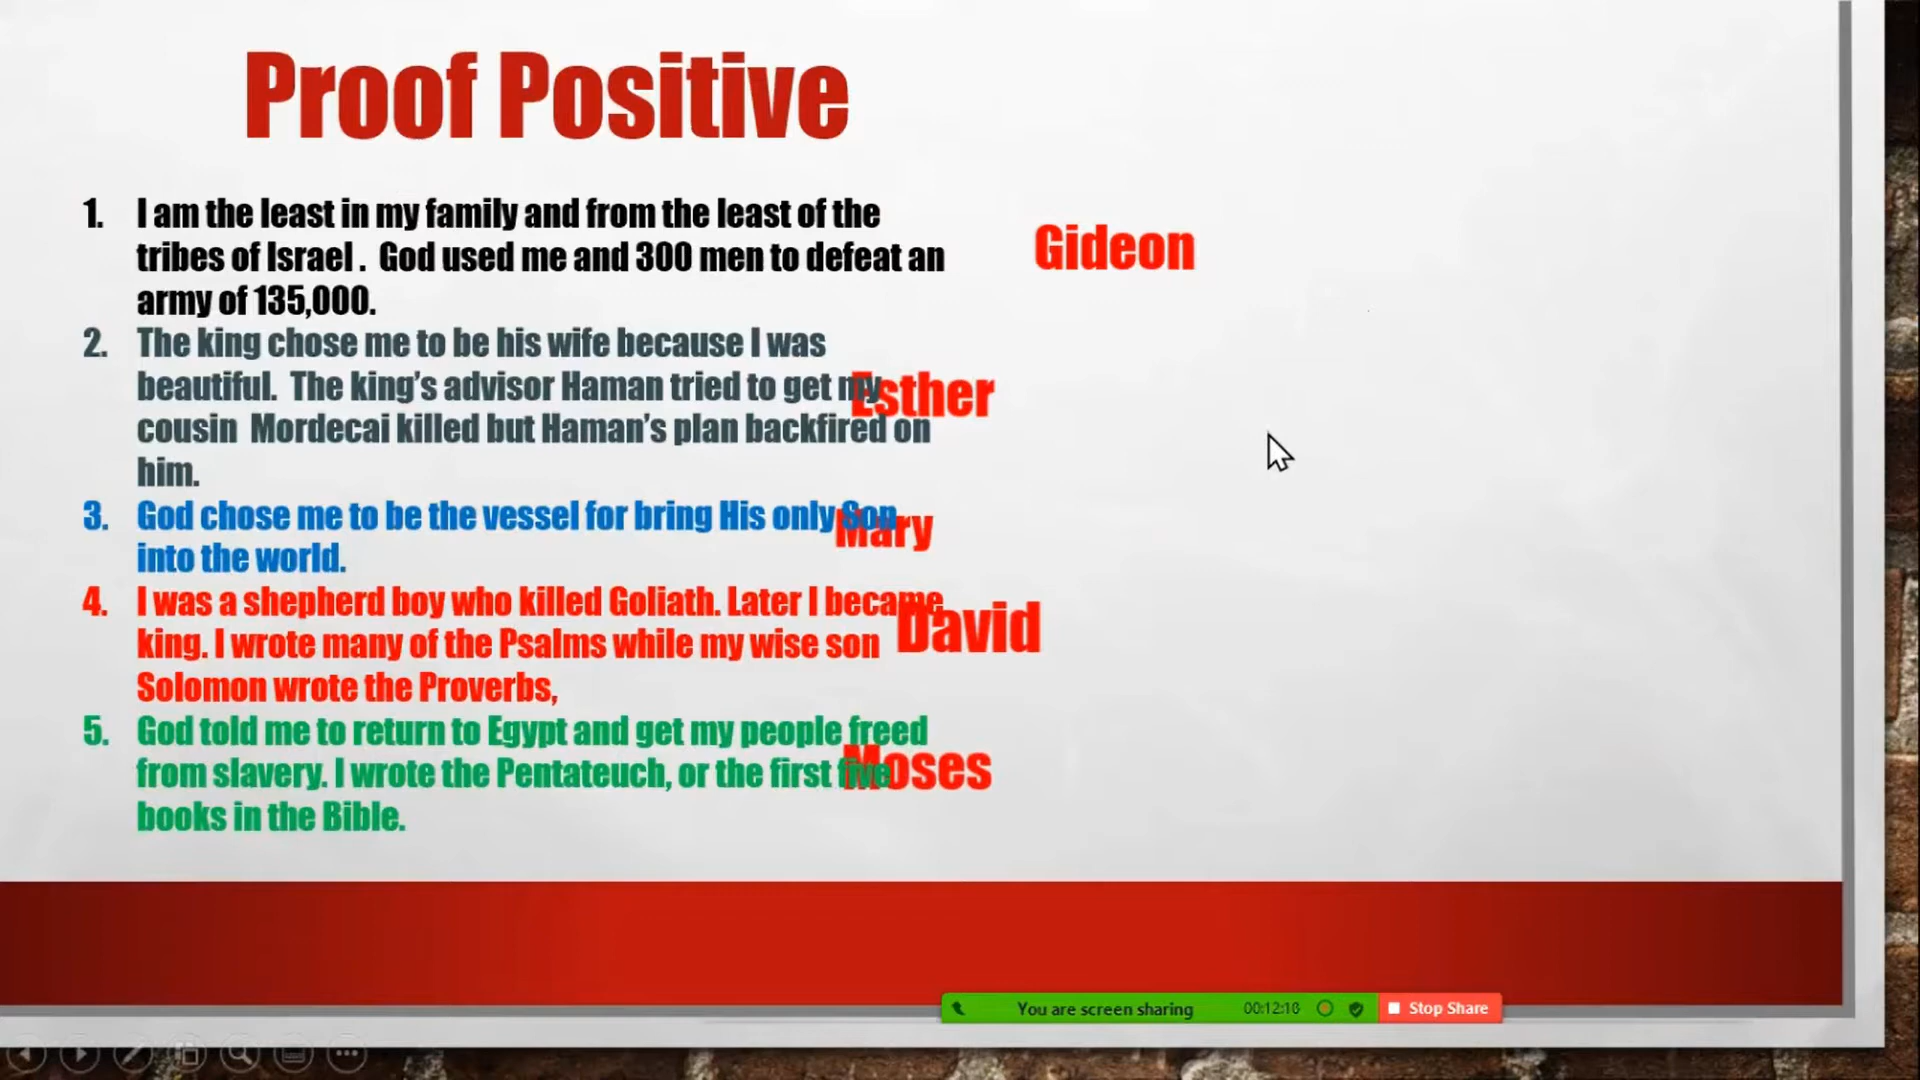 Proof Positive
1. I am the least in my family and from the least of the
tribes of Israel . God used me and 300 men to defeat an
army of 135,000.
Gideon
2. The king chose me to be his wife because I was
beautiful. The king's advisor Haman tried to get my
cousin Mordecai killed but Haman's plan backfired on
him.
Esther
3. God chose me to be the vessel for bring His only Son
into the world.
Mary
4. I was a shepherd boy who killed Goliath. Later I became
king. I wrote many of the Psalms while my wise son
Solomon wrote the Proverbs,
David
5. God told me to return to Egypt and get my people freed
from slavery. I wrote the Pentateuch, or the first five
books in the Bible.
Moses
You are screen sharing 00:12:18 Stop Share